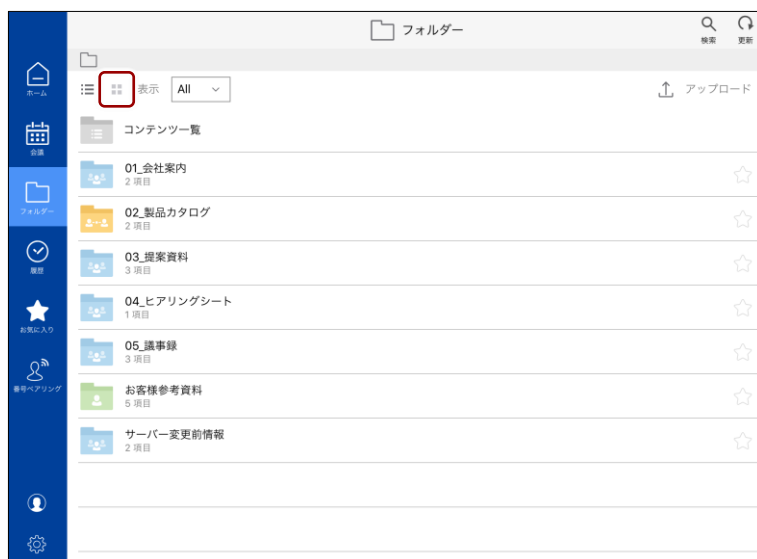 フォルダー
検索
更新
表示
All
アップロード
ホーム
会議
フォルダー
履歴
お気に入り
番号ペアリング
コンテンツ一覧
01_会社案内
2 項目
02_製品カタログ
2 項目
03_提案資料
3 項目
04_ヒアリングシート
1 項目
05_議事録
3 項目
お客様参考資料
5 項目
サーバー変更前情報
2 項目